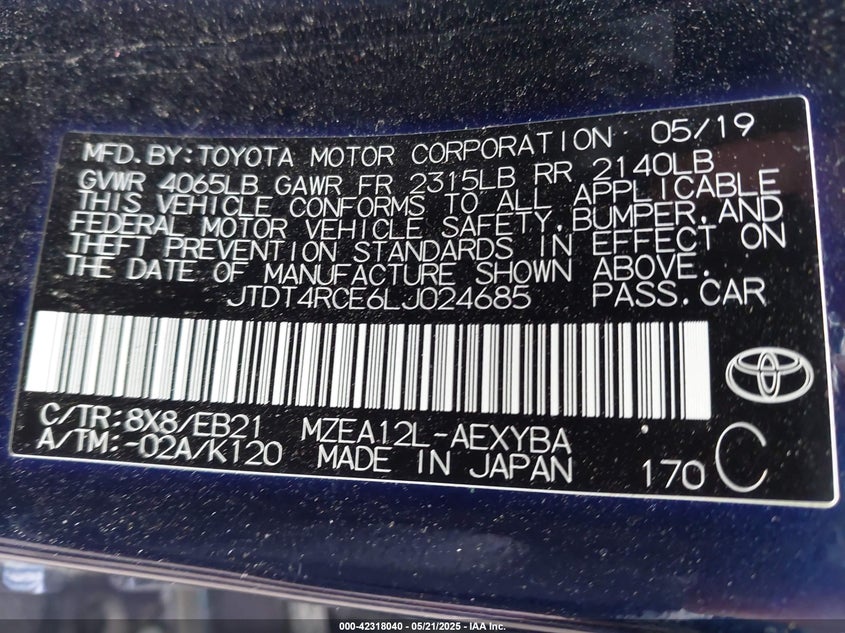 MFD.BY:TOYOTA MOTOR CORPORATION 05/19
GVWR 4065LB GAWR FR 2315LB RR 2140LB
THIS VEHICLE CONFORMS TO ALL APPLICABLE
FEDERAL MOTOR VEHICLE SAFETY,BUMPER,AND
THEFT PREVENTION STANDARDS IN EFFECT ON
THE DATE OF MANUFACTURE SHOWN ABOVE.
JTDT4RCE6LJ024685 PASS.CAR
C/TR:8X8/EB21 MZEA12L-AEXYBA
A/TM:-02A/K120 MADE IN JAPAN 170 C
000-42318040 - 05/21/2025 - IAA Inc.